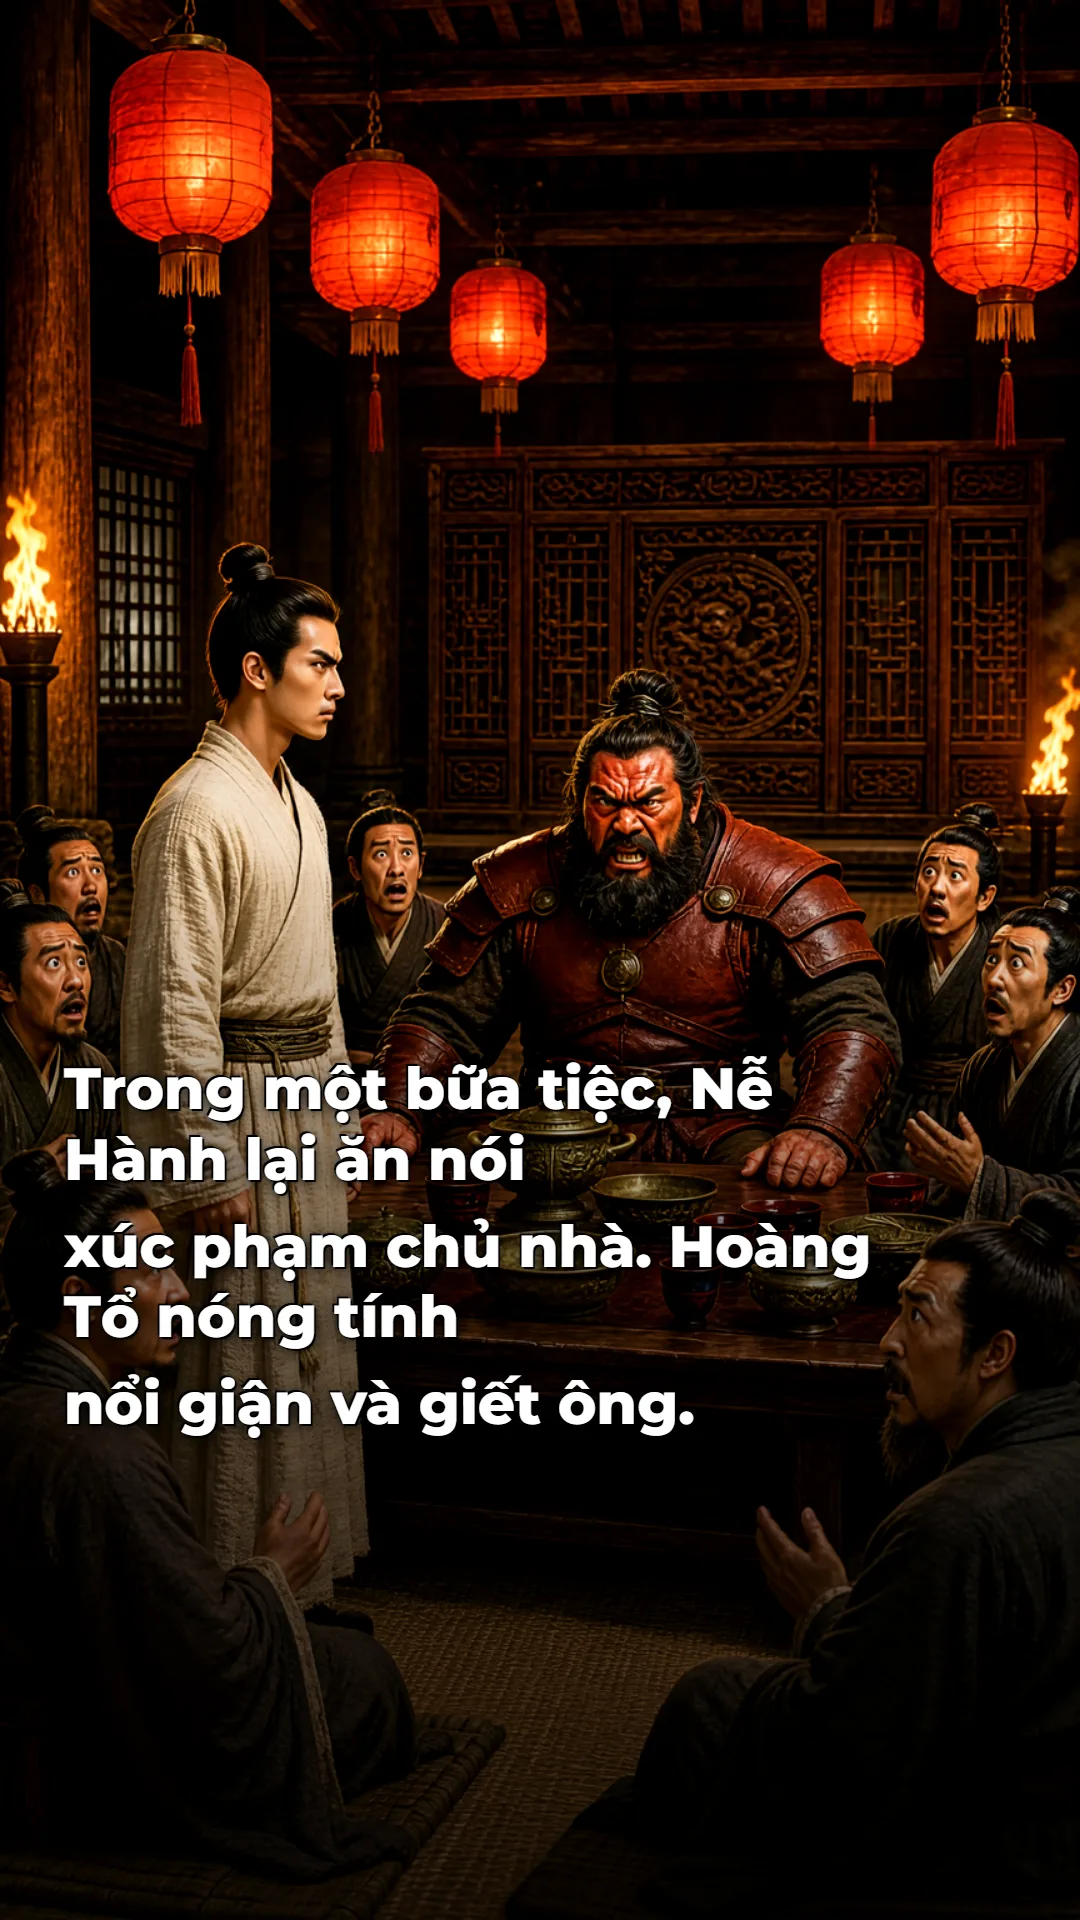 Trong một bữa tiệc, Nễ
Hành lại ăn nói
xúc phạm chủ nhà. Hoàng
Tổ nóng tính
nổi giận và giết ông.